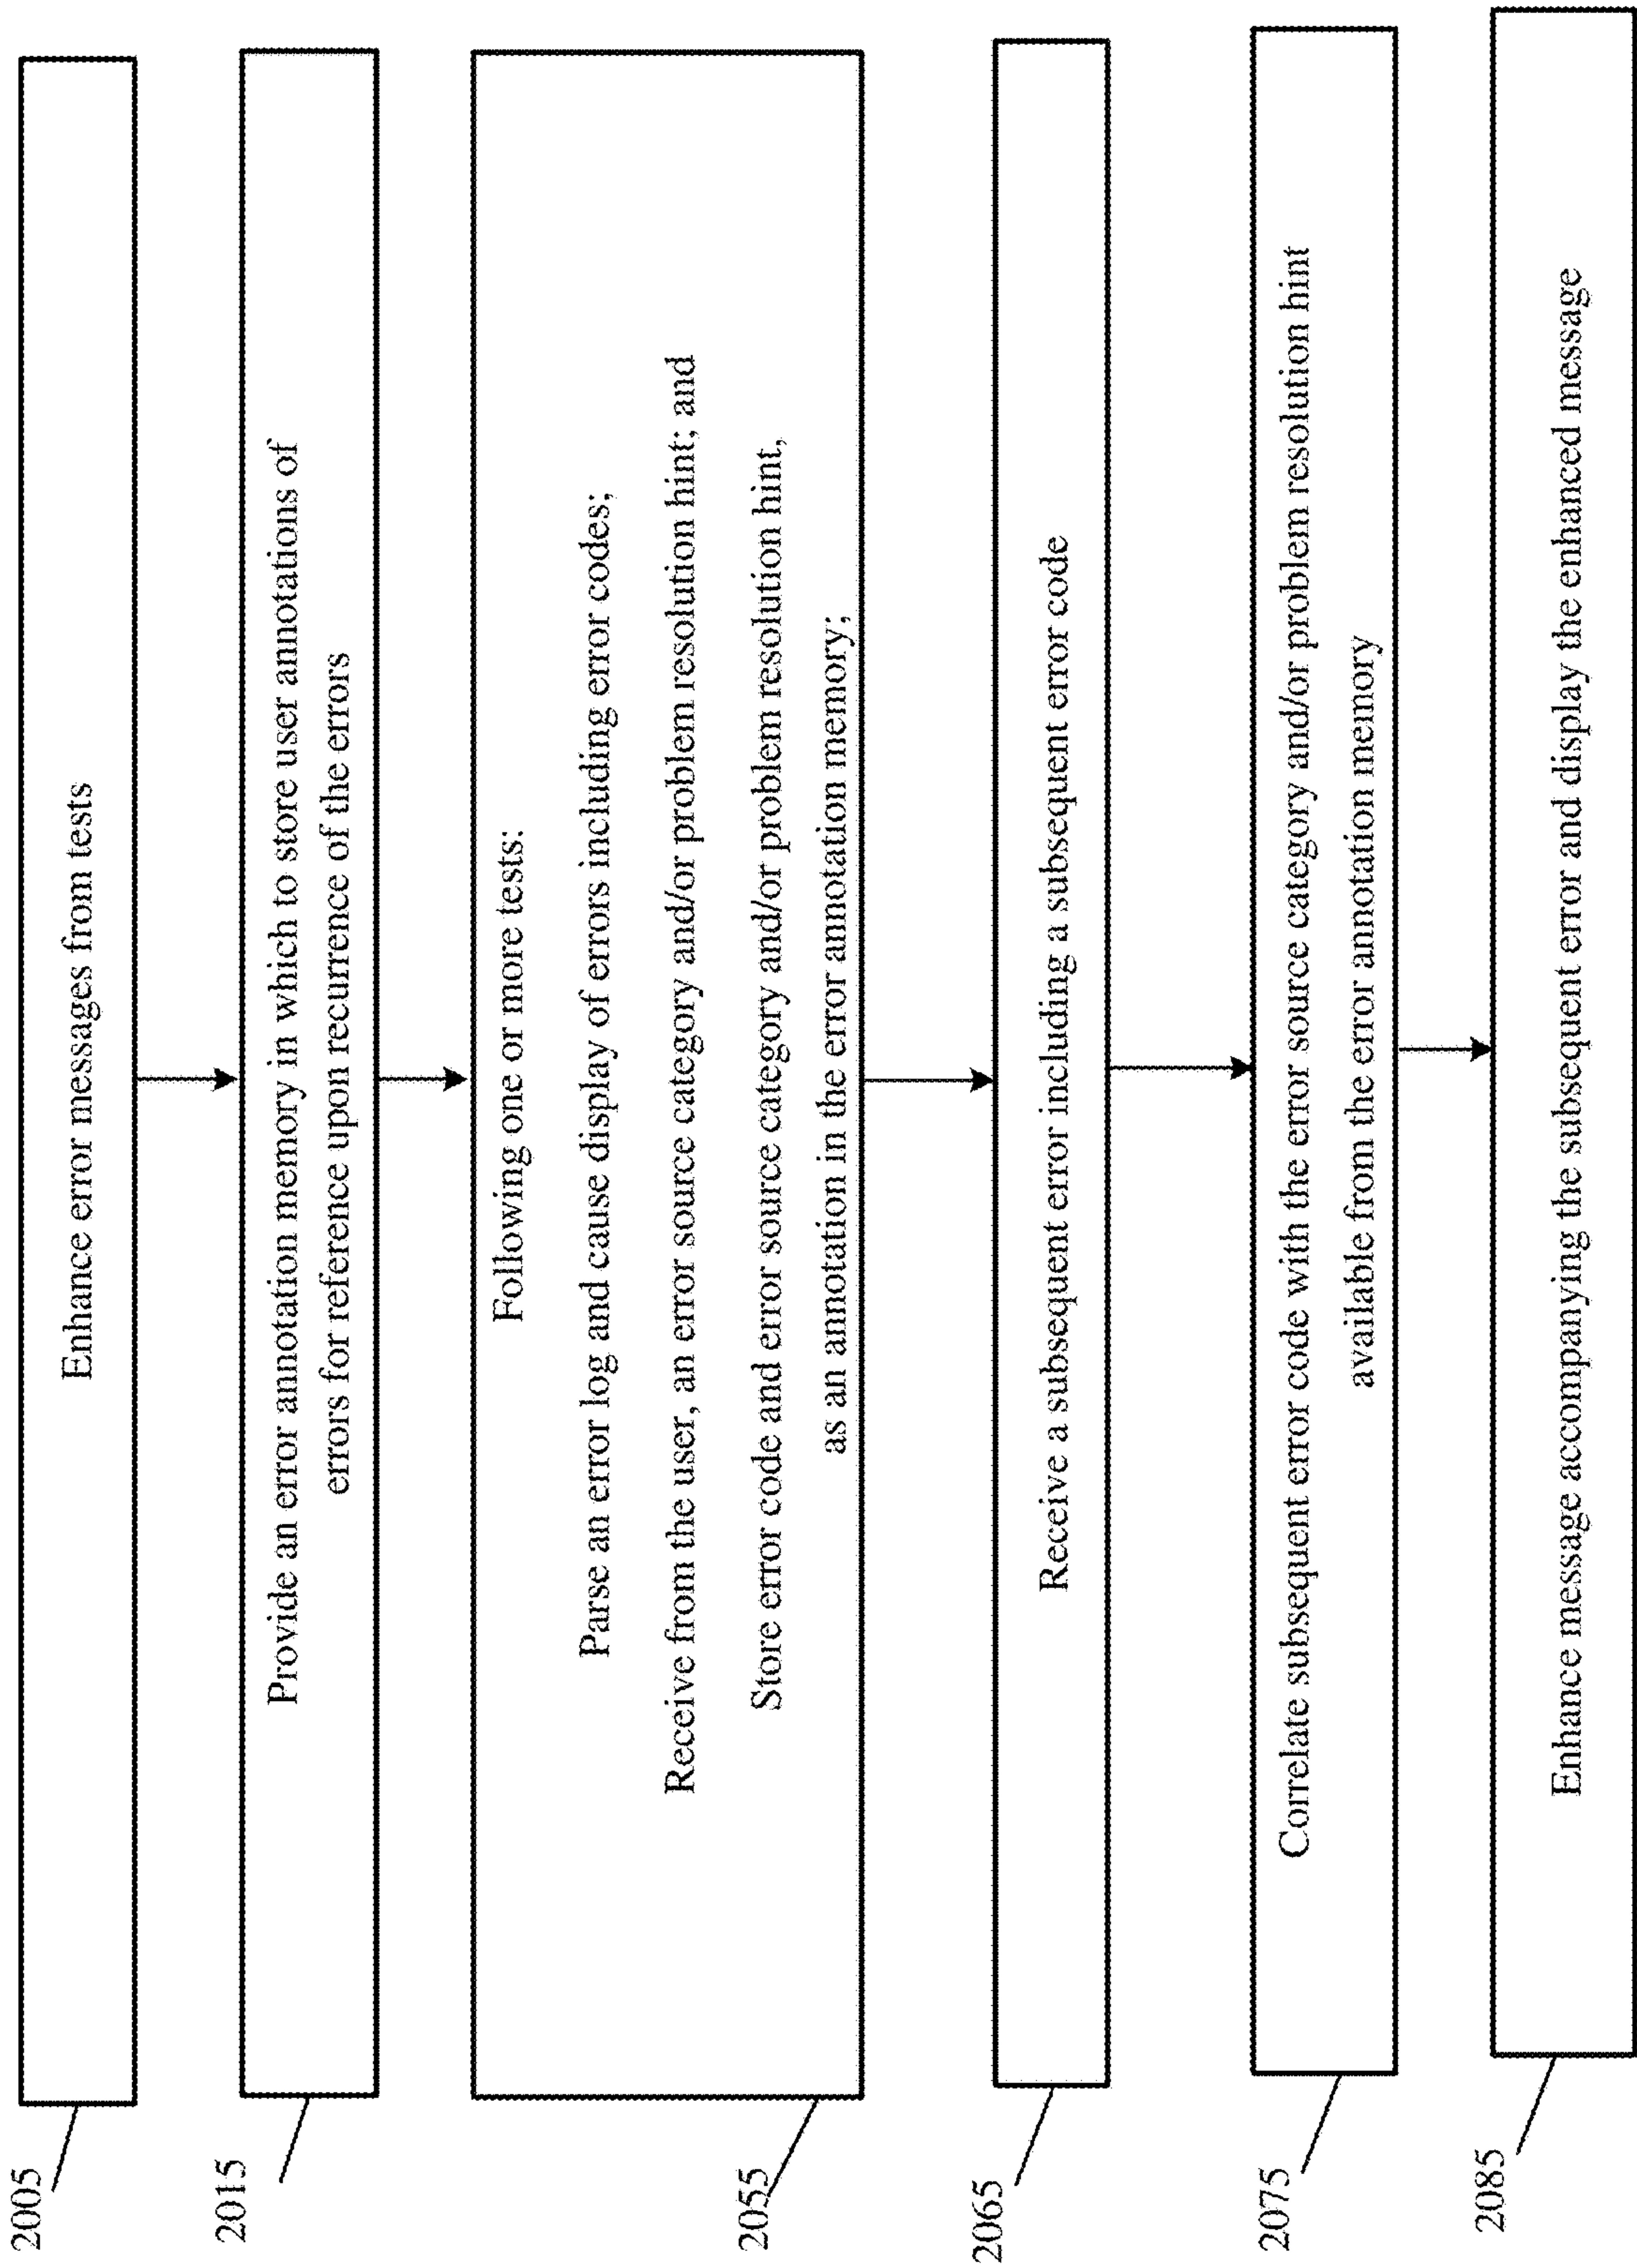 Enhance error messages from tests
2005
Provide an error annotation memory in which to store user annotations of
errors for reference upon recurrence of the errors
2015
Following one or more tests:
Parse an error log and cause display of errors including error codes;
Receive from the user, an error source category and/or problem resolution hint; and
Store error code and error source category and/or problem resolution hint,
as an annotation in the error annotation memory;
2055
Receive a subsequent error including a subsequent error code
2065
Correlate subsequent error code with the error source category and/or problem resolution hint
available from the error annotation memory
2075
Enhance message accompanying the subsequent error and display the enhanced message
2085